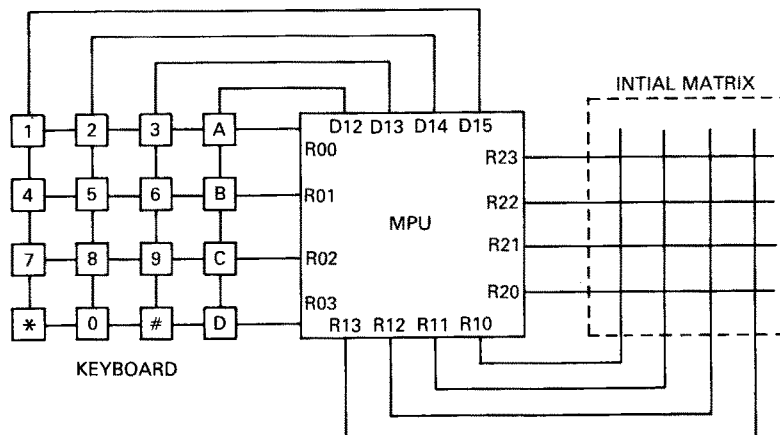 INTIAL MATRIX
1 2 3 A
D12 D13 D14 D15
R00
R23
4 5 6 B
R01
R22
MPU
R21
7 8 9 C
R02
R20
R03
* 0 # D
R13 R12 R11 R10
KEYBOARD